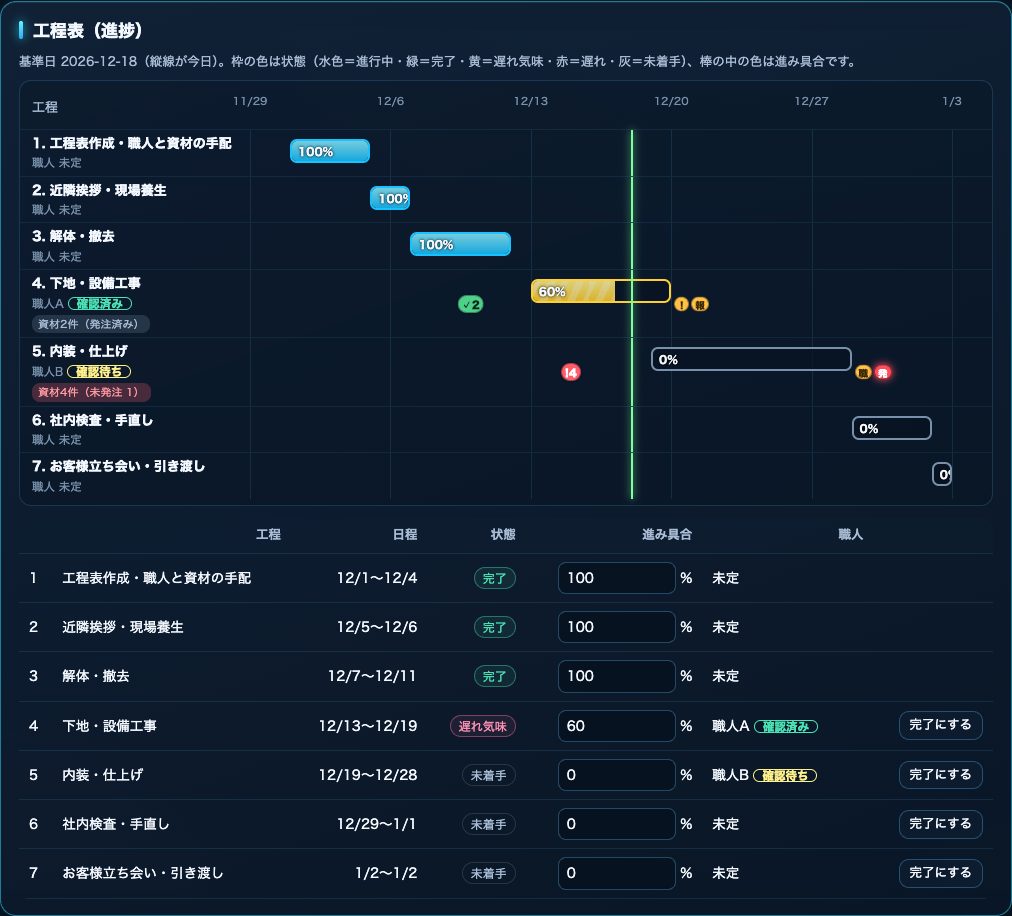 工程表（進捗）
基準日 2026-12-18（縦線が今日）。枠の色は状態（水色＝進行中・緑＝完了・黄＝遅れ気味・赤＝遅れ・灰＝未着手）、棒の中の色は進み具合です。
工程 11/29 12/6 12/13 12/20 12/27 1/3
1. 工程表作成・職人と資材の手配
職人 未定
100%
2. 近隣挨拶・現場養生
職人 未定
100%
3. 解体・撤去
職人 未定
100%
4. 下地・設備工事
職人A 確認済み
資材2件（発注済み）
✓2
60%
! 報
5. 内装・仕上げ
職人B 確認待ち
資材4件（未発注 1）
14
0%
発
6. 社内検査・手直し
職人 未定
0%
7. お客様立ち会い・引き渡し
職人 未定
0
工程 日程 状態 進み具合 職人
1 工程表作成・職人と資材の手配 12/1〜12/4 完了 100 % 未定
2 近隣挨拶・現場養生 12/5〜12/6 完了 100 % 未定
3 解体・撤去 12/7〜12/11 完了 100 % 未定
4 下地・設備工事 12/13〜12/19 遅れ気味 60 % 職人A 確認済み 完了にする
5 内装・仕上げ 12/19〜12/28 未着手 0 % 職人B 確認待ち 完了にする
6 社内検査・手直し 12/29〜1/1 未着手 0 % 未定 完了にする
7 お客様立ち会い・引き渡し 1/2〜1/2 未着手 0 % 未定 完了にする